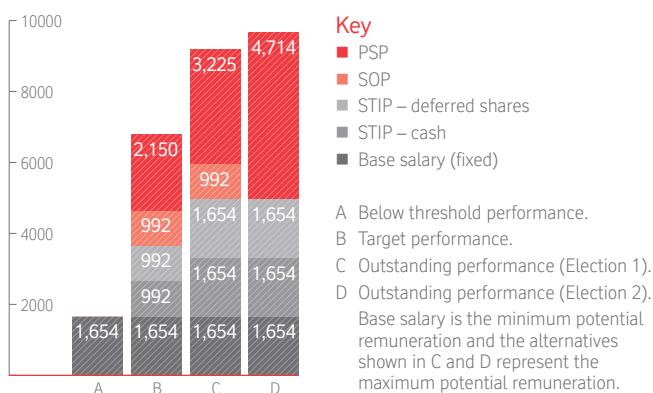 10000
8000
6000
4000
2000
1,654
2,150
992
992
992
1,654
3,225
992
1,654
1,654
1,654
4,714
1,654
1,654
1,654
A
B
C
D
Key
PSP
SOP
STIP – deferred shares
STIP – cash
Base salary (fixed)
A Below threshold performance.
B Target performance.
C Outstanding performance (Election 1).
D Outstanding performance (Election 2).
Base salary is the minimum potential
remuneration and the alternatives
shown in C and D represent the
maximum potential remuneration.